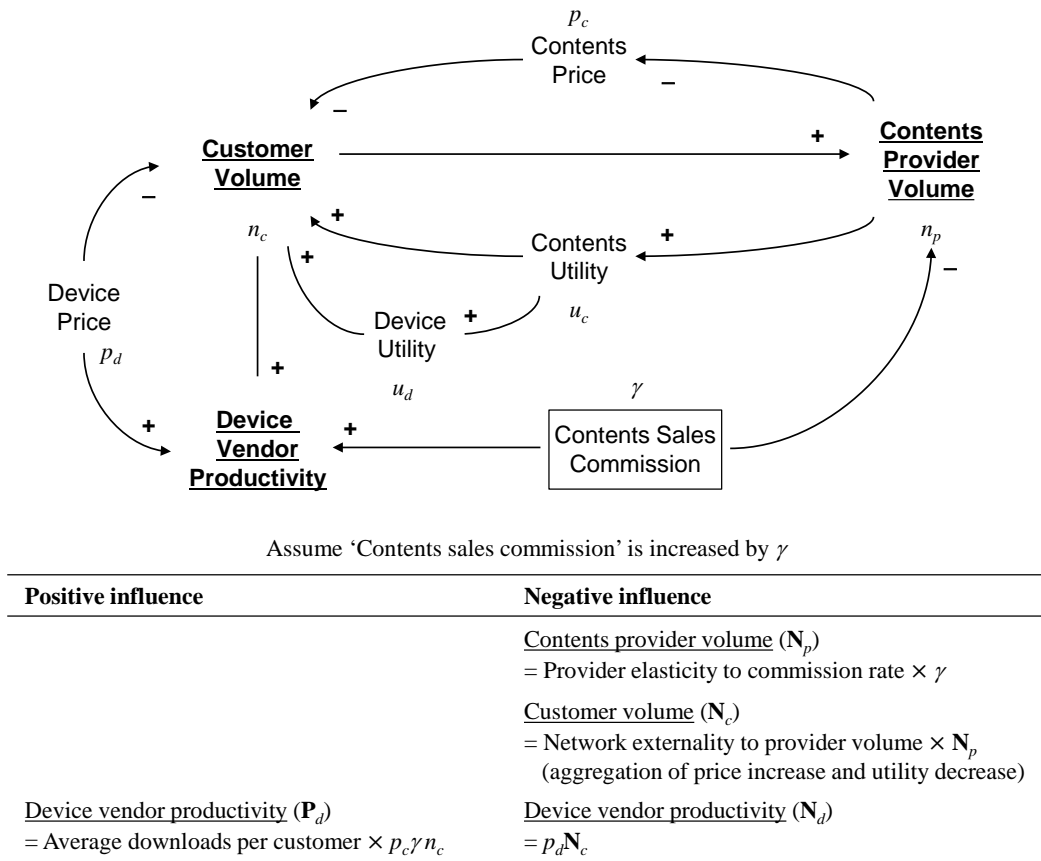 p_c
Contents
Price
–
–
+
Customer
Volume
Contents
Provider
Volume
–
+
+
n_c
Contents
Utility
n_p
+
–
Device
Price
u_c
+
Device
Utility
p_d
+
u_d
γ
+
Device
Vendor
Productivity
+
Contents Sales
Commission
Assume ‘Contents sales commission’ is increased by γ
Positive influence Negative influence
Contents provider volume (N_p)
= Provider elasticity to commission rate × γ
Customer volume (N_c)
= Network externality to provider volume × N_p
(aggregation of price increase and utility decrease)
Device vendor productivity (P_d) Device vendor productivity (N_d)
= Average downloads per customer × p_cγn_c = p_dN_c